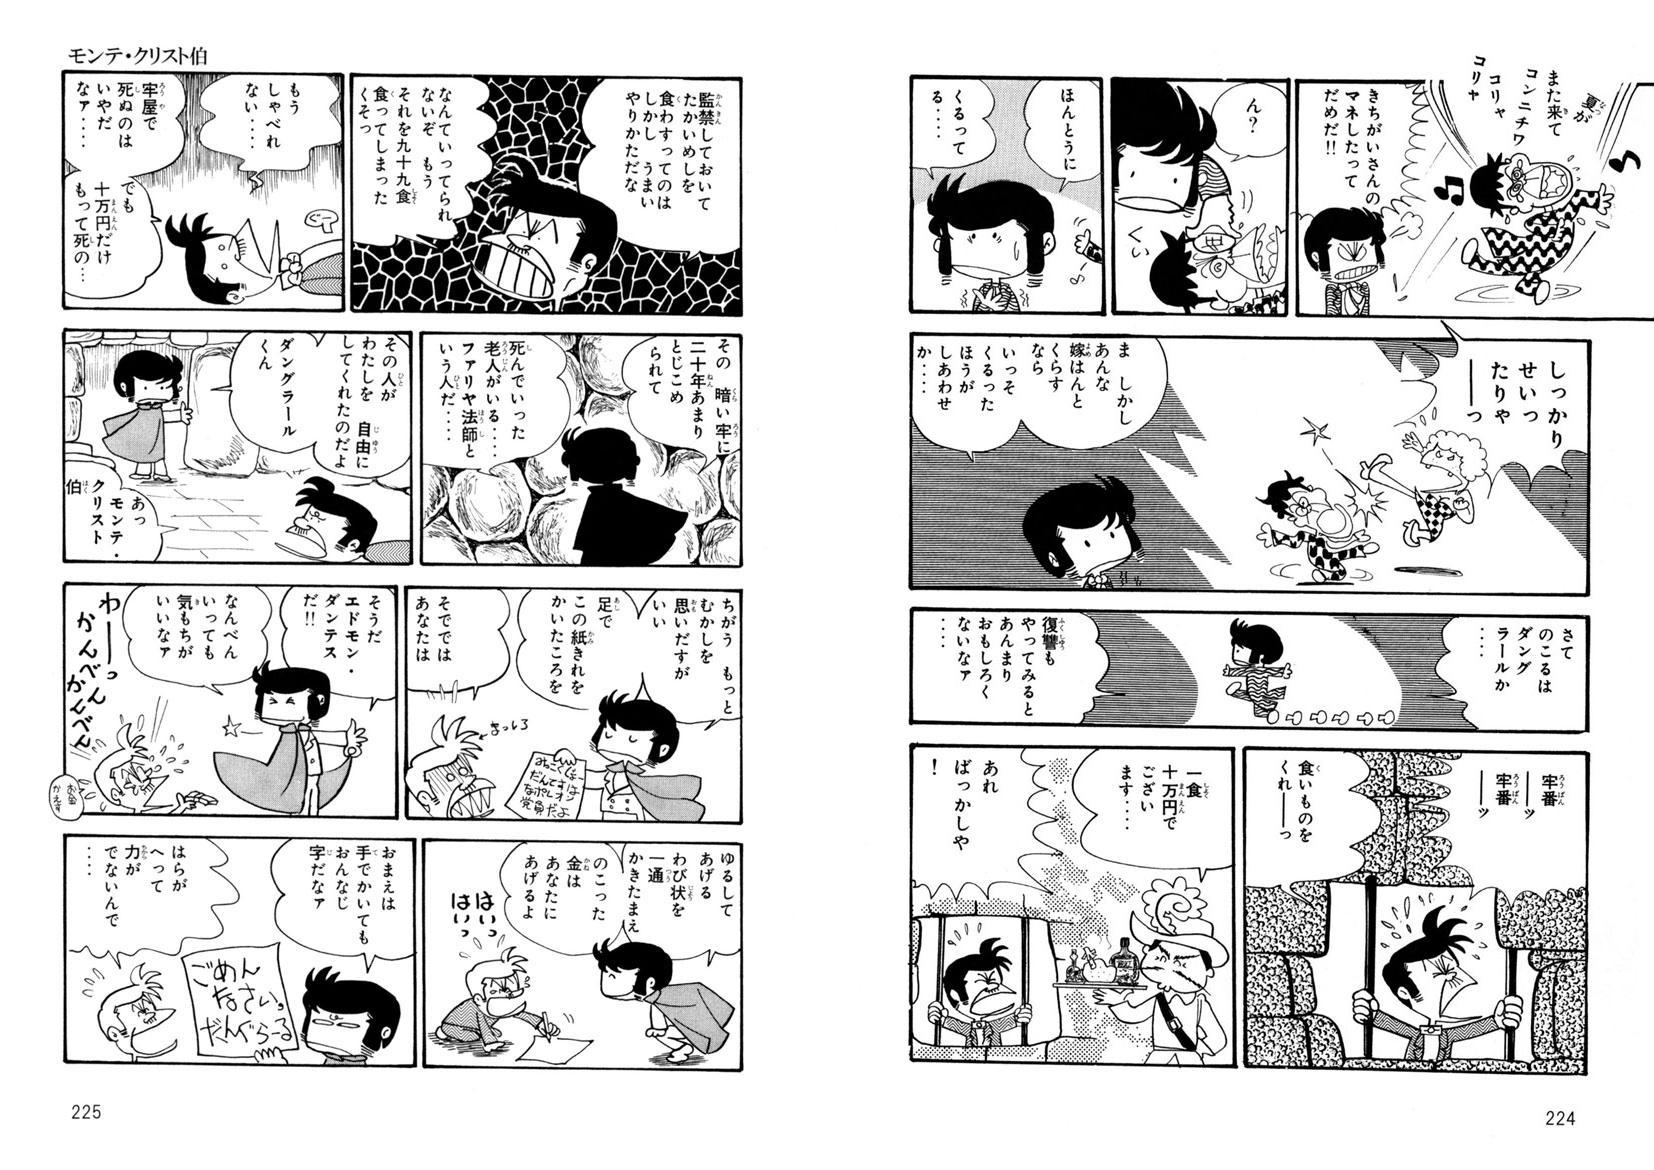 夏が
また来て
コンニチワ
コリャ
コリャ
きちがいさんの
マネしたって
だめだ!!
ん?
くい
ほんとうに
くるって
る‥‥
しっかり
せいっ
たりゃ
――っ
ま しかし
あんな
嫁はんと
くらす
なら
いっそ
くるった
ほうが
しあわせ
か‥‥
さて
のこるは
ダング
ラールか
‥‥
復讐も
やってみると
あんまり
おもしろく
ないなァ
‥‥
牢番
――ッ
牢番
――ッ
食いものを
くれ――っ
一食
十万円で
ござい
ます‥‥
あれ
ばっかしや
!
224
モンテ・クリスト伯
監禁しておいて
たかいめしを
食わすってのは
しかし うまい
やりかただな
なんていってられ
ないぞ もう
それを九十九食
食ってしまった
くそっ
もう
しゃべれ
ない‥‥
牢屋で
死ぬのは
いやだ
なァ‥‥
でも
十万円だけ
もって死の‥‥
その 暗い牢に
二十年あまり
とじこめ
られて
死んでいった
老人がいる‥‥
ファリヤ法師と
いう人だ‥‥
その人が
わたしを 自由に
してくれたのだよ
ダングラール
くん
あっ
モンテ・
クリスト
伯
ちがう もっと
むかしを
思いだすが
いい
足で
この紙きれを
かいたころを
そでは
あなたは
まっしろ
だんてすは
なポレオン
党員だよ
そうだ
エドモン・
ダンテス
だ!!
なんべん
いっても
気もちが
いいなァ
わ――っ
かんべん
かんべん
お金
かえす
ゆるして
あげる
わび状を
一通
かきたまえ
のこった
金は
あなたに
あげるよ
はいっ
はいっ
おまえは
手でかいても
おんなじ
字だなァ
ごめん
なさい。
だんぐらーる
はらが
へって
力が
でないんで
‥‥
225